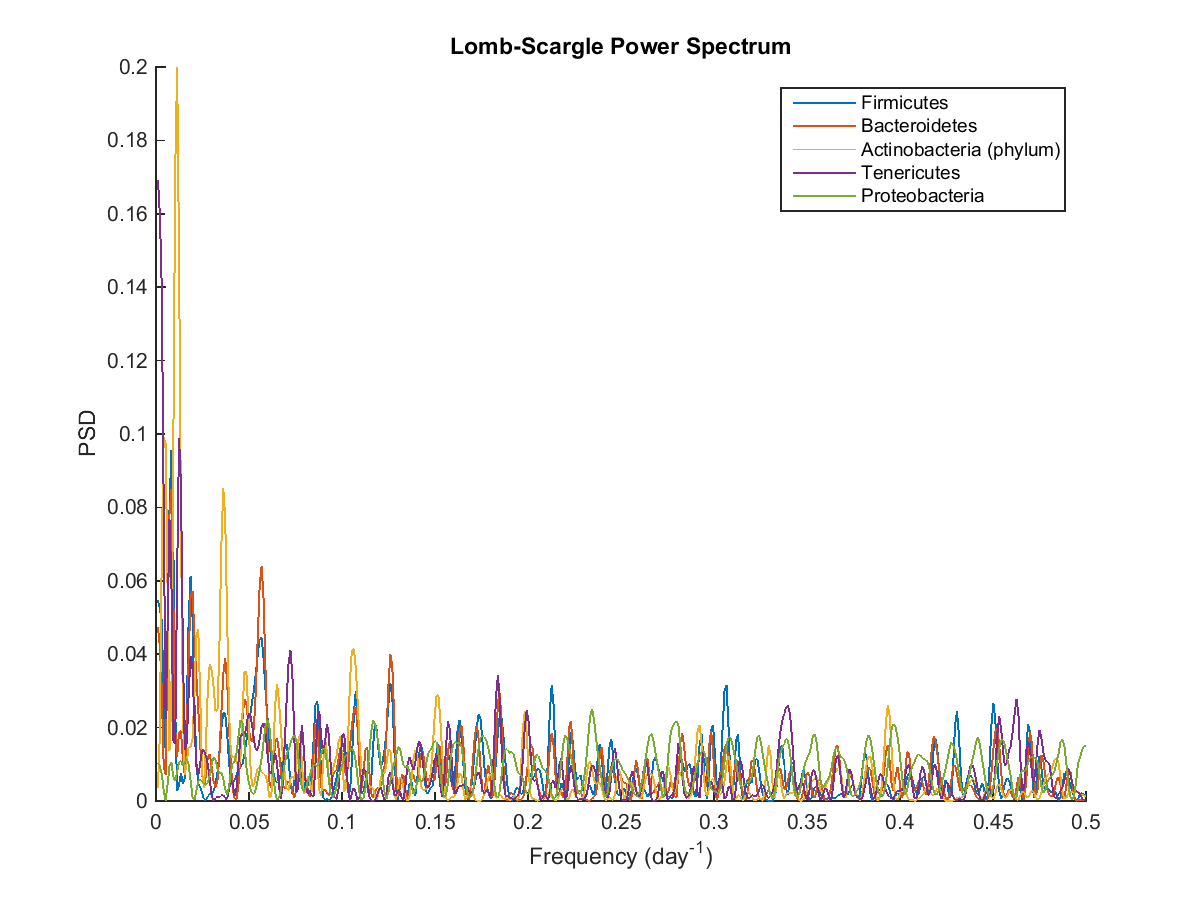 Lomb-Scargle Power Spectrum
0.2
0.18
0.16
0.14
0.12
0.1
0.08
0.06
0.04
0.02
0
PSD
Firmicutes
Bacteroidetes
Actinobacteria (phylum)
Tenericutes
Proteobacteria
0 0.05 0.1 0.15 0.2 0.25 0.3 0.35 0.4 0.45 0.5
Frequency (day⁻¹)